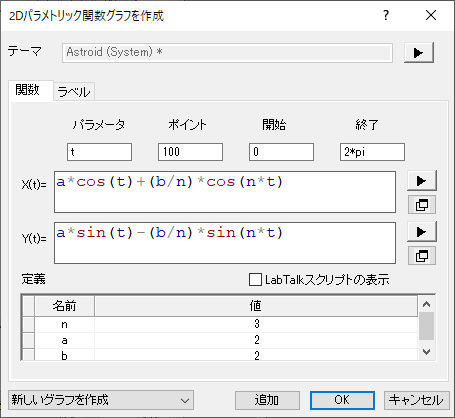 2Dパラメトリック関数グラフを作成
テーマ Astroid (System) *
関数 ラベル
パラメータ ポイント 開始 終了
t 100 0 2*pi
X(t)= a*cos(t)+(b/n)*cos(n*t)
Y(t)= a*sin(t)-(b/n)*sin(n*t)
定義 LabTalkスクリプトの表示
名前 値
n 3
a 2
b 2
新しいグラフを作成 追加 OK キャンセル